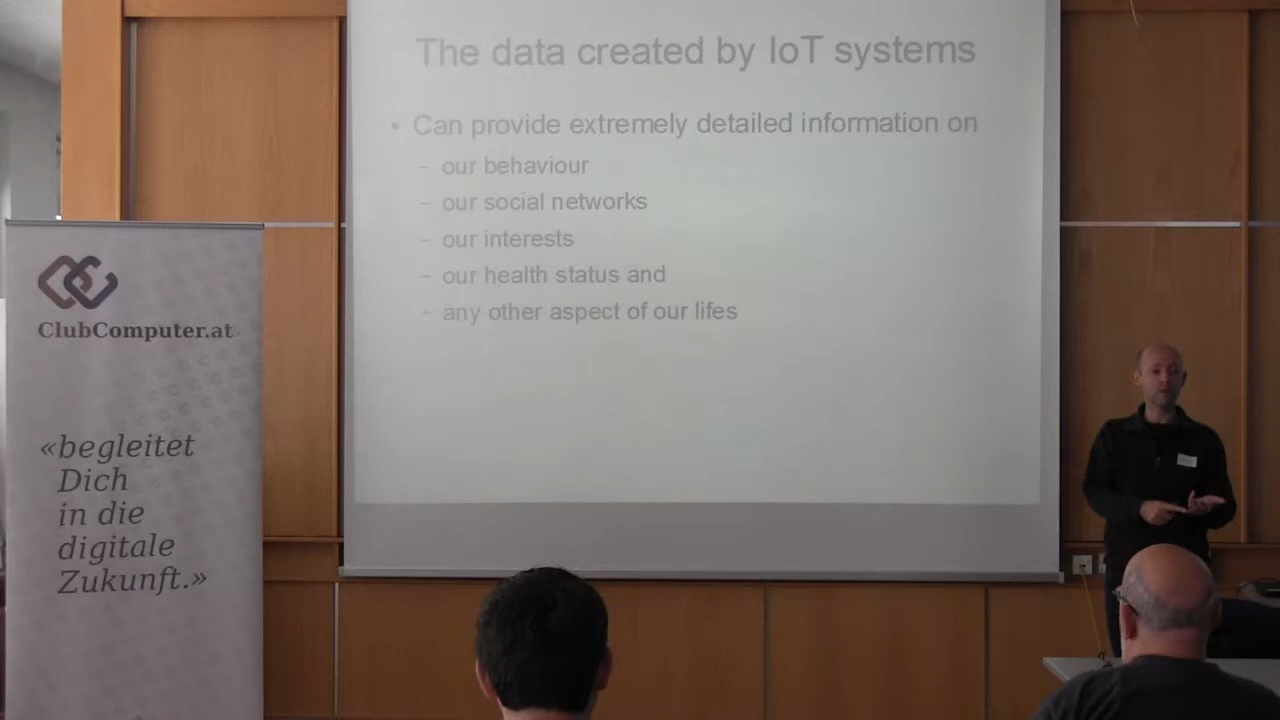 The data created by IoT systems
• Can provide extremely detailed information on
– our behaviour
– our social networks
– our interests
– our health status and
– any other aspect of our lifes
ClubComputer.at
«begleitet
Dich
in die
digitale
Zukunft.»